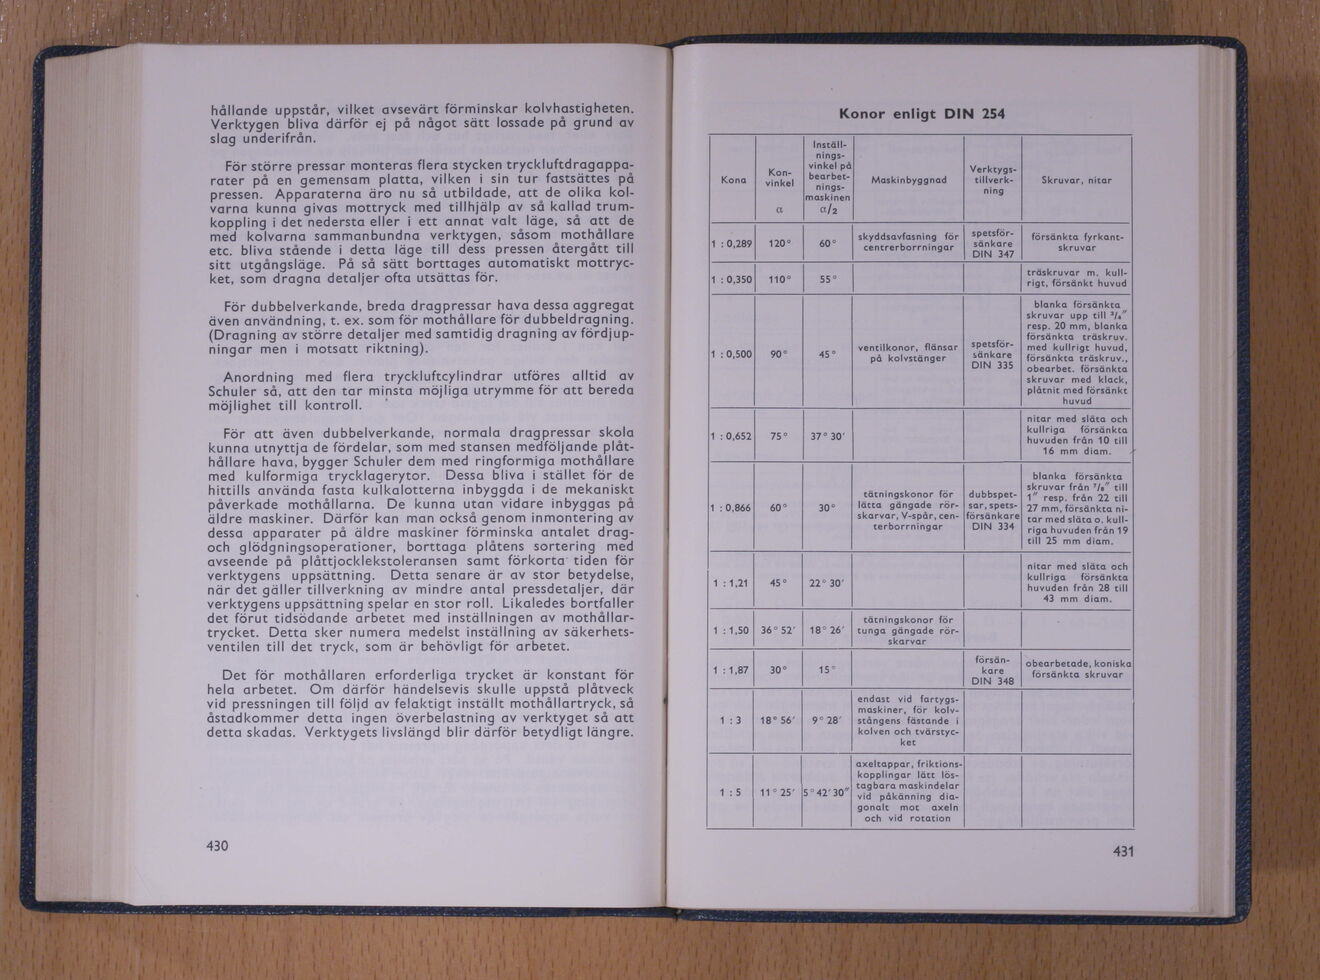 hållande uppstår, vilket avsevärt förminskar kolvhastigheten.
Verktygen bliva därför ej på något sätt lossade på grund av
slag underifrån.
För större pressar monteras flera stycken tryckluftdragappa-
rater på en gemensam platta, vilken i sin tur fastsättes på
pressen. Apparaterna äro nu så utbildade, att de olika kol-
varna kunna givas mottryck med tillhjälp av så kallad trum-
koppling i det nedersta eller i ett annat valt läge, så att de
med kolvarna sammanbundna verktygen, såsom mothållare
etc. bliva stående i detta läge till dess pressen återgått till
sitt utgångsläge. På så sätt borttages automatiskt mottryc-
ket, som dragna detaljer ofta utsättas för.
För dubbelverkande, breda dragpressar hava dessa aggregat
även användning, t. ex. som för mothållare för dubbeldragning.
(Dragning av större detaljer med samtidig dragning av fördjup-
ningar men i motsatt riktning).
Anordning med flera tryckluftcylindrar utföres alltid av
Schuler så, att den tar minsta möjliga utrymme för att bereda
möjlighet till kontroll.
För att även dubbelverkande, normala dragpressar skola
kunna utnyttja de fördelar, som med stansen medföljande plåt-
hållare hava, bygger Schuler dem med ringformiga mothållare
med kulformiga trycklagerytor. Dessa bliva i stället för de
hittills använda fasta kulkalotterna inbyggda i de mekaniskt
påverkade mothållarna. De kunna utan vidare inbyggas på
äldre maskiner. Därför kan man också genom inmontering av
dessa apparater på äldre maskiner förminska antalet drag-
och glödgningsoperationer, borttaga plåtens sortering med
avseende på plåttjocklekstoleransen samt förkorta tiden för
verktygens uppsättning. Detta senare är av stor betydelse,
när det gäller tillverkning av mindre antal pressdetaljer, där
verktygens uppsättning spelar en stor roll. Likaledes bortfaller
det förut tidsödande arbetet med inställningen av mothållar-
trycket. Detta sker numera medelst inställning av säkerhets-
ventilen till det tryck, som är behövligt för arbetet.
Det för mothållaren erforderliga trycket är konstant för
hela arbetet. Om därför händelsevis skulle uppstå plåtveck
vid pressningen till följd av felaktigt inställt mothållartryck, så
åstadkommer detta ingen överbelastning av verktyget så att
detta skadas. Verktygets livslängd blir därför betydligt längre.
430
Konor enligt DIN 254
Kona
Kon-
vinkel
α
Inställ-
nings-
vinkel på
bearbet-
nings-
maskinen
α/2
Maskinbyggnad
Verktygs-
tillverk-
ning
Skruvar, nitar
1 : 0,289
120°
60°
skyddsavfasning för
centrerborrningar
spetsför-
sänkare
DIN 347
försänkta fyrkant-
skruvar
1 : 0,350
110°
55°
träskruvar m. kull-
rigt, försänkt huvud
1 : 0,500
90°
45°
ventilkonor, flänsar
på kolvstänger
spetsför-
sänkare
DIN 335
blanka försänkta
skruvar upp till ³/₄"
resp. 20 mm, blanka
försänkta träskruv.
med kullrigt huvud,
försänkta träskruv.,
obearbet. försänkta
skruvar med klack,
plåtnit med försänkt
huvud
1 : 0,652
75°
37° 30'
nitar med släta och
kullriga försänkta
huvuden från 10 till
16 mm diam.
1 : 0,866
60°
30°
tätningskonor för
lätta gängade rör-
skarvar, V-spår, cen-
terborrningar
dubbspet-
sar, spets-
försänkare
DIN 334
blanka försänkta
skruvar från ⁷/₈" till
1" resp. från 22 till
27 mm, försänkta ni-
tar med släta o. kull-
riga huvuden från 19
till 25 mm diam.
1 : 1,21
45°
22° 30'
nitar med släta och
kullriga försänkta
huvuden från 28 till
43 mm diam.
1 : 1,50
36° 52'
18° 26'
tätningskonor för
tunga gängade rör-
skarvar
1 : 1,87
30°
15°
försän-
kare
DIN 348
obearbetade, koniska
försänkta skruvar
1 : 3
18° 56'
9° 28'
endast vid fartygs-
maskiner, för kolv-
stångens fästande i
kolven och tvärstyc-
ket
1 : 5
11° 25'
5° 42' 30"
axeltappar, friktions-
kopplingar lätt lös-
tagbara maskindelar
vid påkänning dia-
gonalt mot axeln
och vid rotation
431